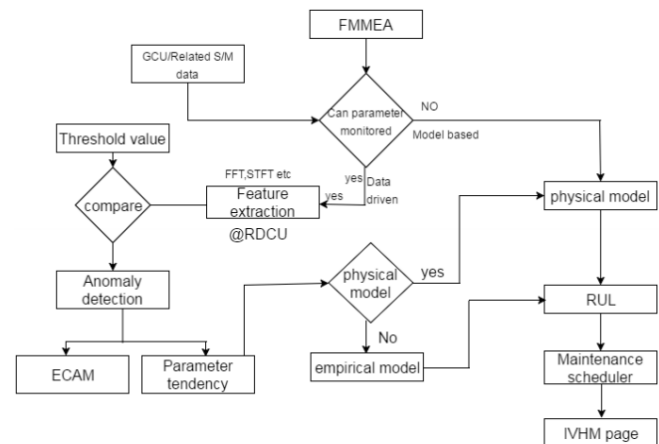 FMMEA
GCU/Related S/M
data
Can parameter
monitored
NO
Model based
Threshold value
FFT,STFT etc
yes
Data
driven
yes
Feature
extraction
@RDCU
compare
physical model
Anomaly
detection
physical
model
yes
RUL
No
ECAM
Parameter
tendency
empirical model
Maintenance
scheduler
IVHM page